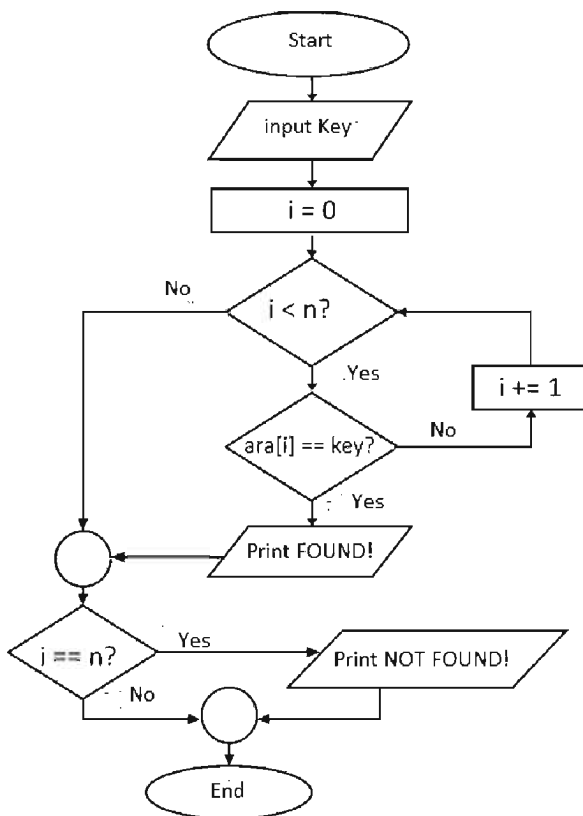 Start
input Key
i = 0
No
i < n?
Yes
i += 1
ara[i] == key?
No
Yes
Print FOUND!
i == n?
Yes
Print NOT FOUND!
No
End